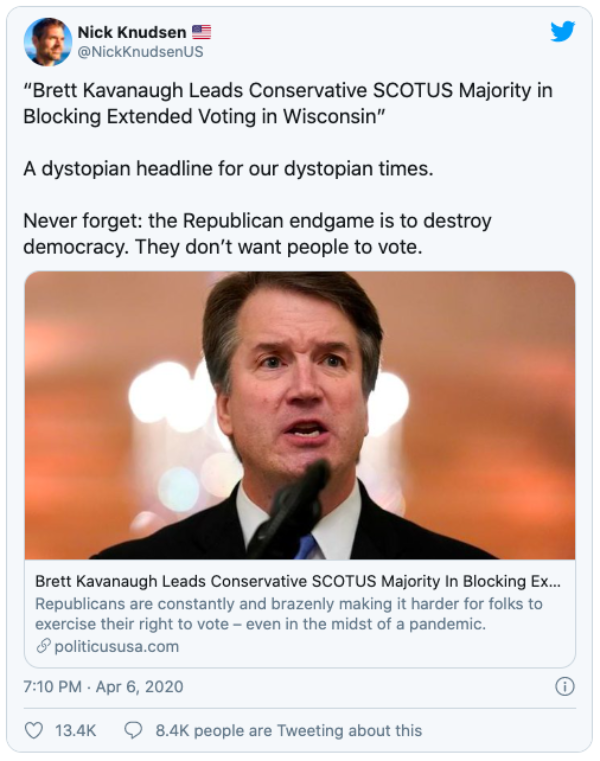 Nick Knudsen 🇺🇸
@NickKnudsenUS
“Brett Kavanaugh Leads Conservative SCOTUS Majority in
Blocking Extended Voting in Wisconsin”
A dystopian headline for our dystopian times.
Never forget: the Republican endgame is to destroy
democracy. They don’t want people to vote.
Brett Kavanaugh Leads Conservative SCOTUS Majority In Blocking Ex...
Republicans are constantly and brazenly making it harder for folks to
exercise their right to vote – even in the midst of a pandemic.
politicususa.com
7:10 PM · Apr 6, 2020
13.4K 8.4K people are Tweeting about this